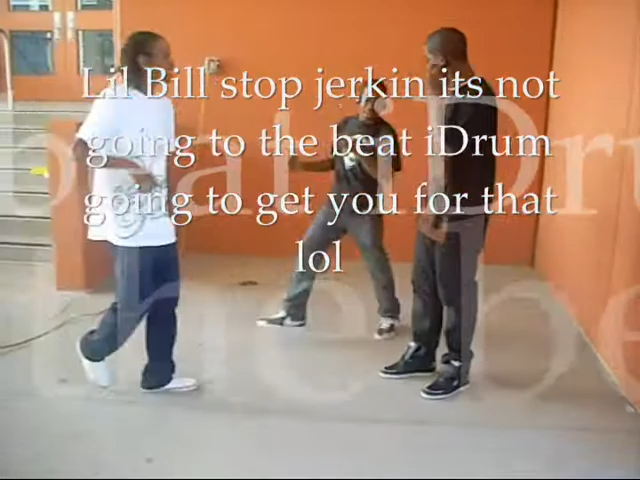 Lil Bill stop jerkin its not
going to the beat iDrum
going to get you for that
lol